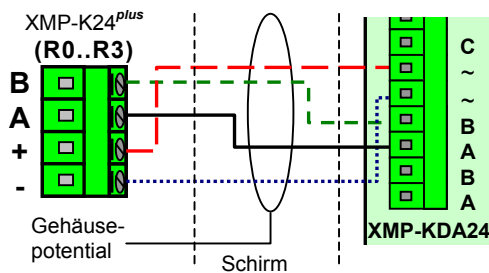 XMP-K24plus
(R0..R3)
B
A
+
-
Gehäuse-
potential
Schirm
C
~
~
B
A
B
A
XMP-KDA24